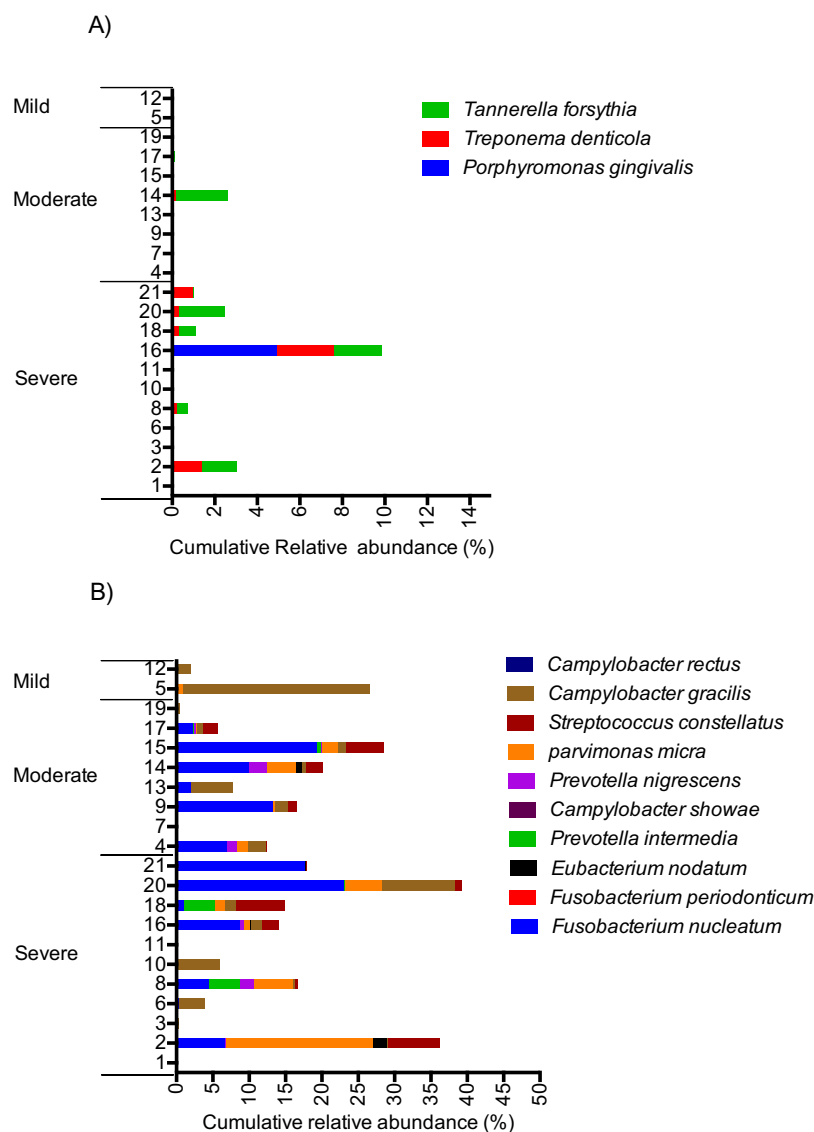 A)
Mild
12
5
Moderate
19
17
15
14
13
9
7
4
Severe
21
20
18
16
11
10
8
6
3
2
1
0 2 4 6 8 10 12 14
Cumulative Relative abundance (%)
Tannerella forsythia
Treponema denticola
Porphyromonas gingivalis
B)
Mild
12
5
Moderate
19
17
15
14
13
9
7
4
Severe
21
20
18
16
11
10
8
6
3
2
1
0 5 10 15 20 25 30 35 40 45 50
Cumulative relative abundance (%)
Campylobacter rectus
Campylobacter gracilis
Streptococcus constellatus
parvimonas micra
Prevotella nigrescens
Campylobacter showae
Prevotella intermedia
Eubacterium nodatum
Fusobacterium periodonticum
Fusobacterium nucleatum